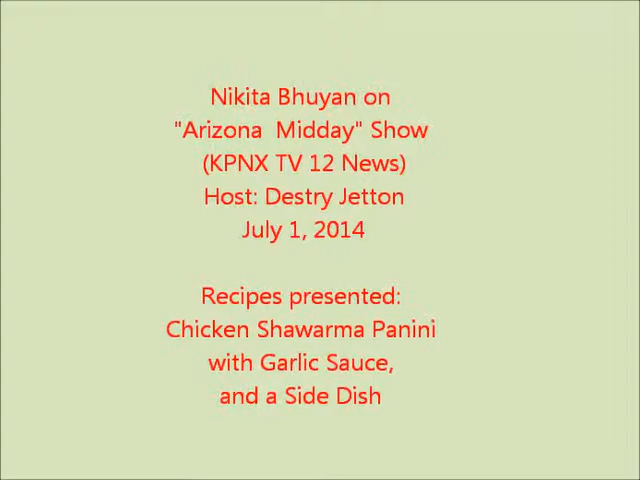 Nikita Bhuyan on
"Arizona  Midday" Show
(KPNX TV 12 News)
Host: Destry Jetton
July 1, 2014
Recipes presented:
Chicken Shawarma Panini
with Garlic Sauce,
and a Side Dish